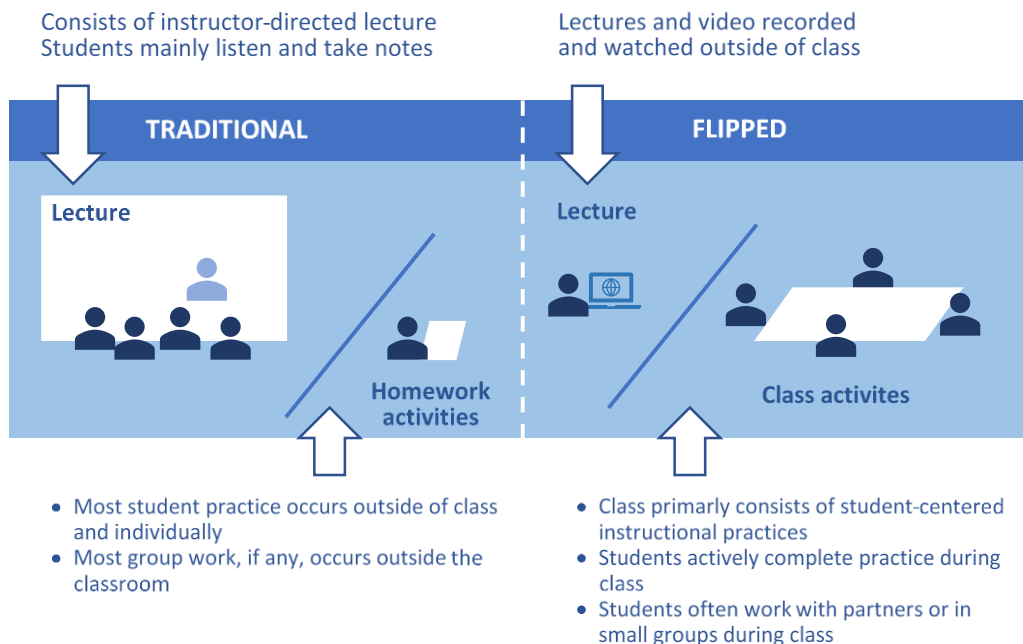 Consists of instructor-directed lecture
Students mainly listen and take notes
Lectures and video recorded
and watched outside of class
TRADITIONAL
FLIPPED
Lecture
Homework
activities
Lecture
Class activites
• Most student practice occurs outside of class
and individually
• Most group work, if any, occurs outside the
classroom
• Class primarly consists of student-centered
instructional practices
• Students actively complete practice during
class
• Students often work with partners or in
small groups during class